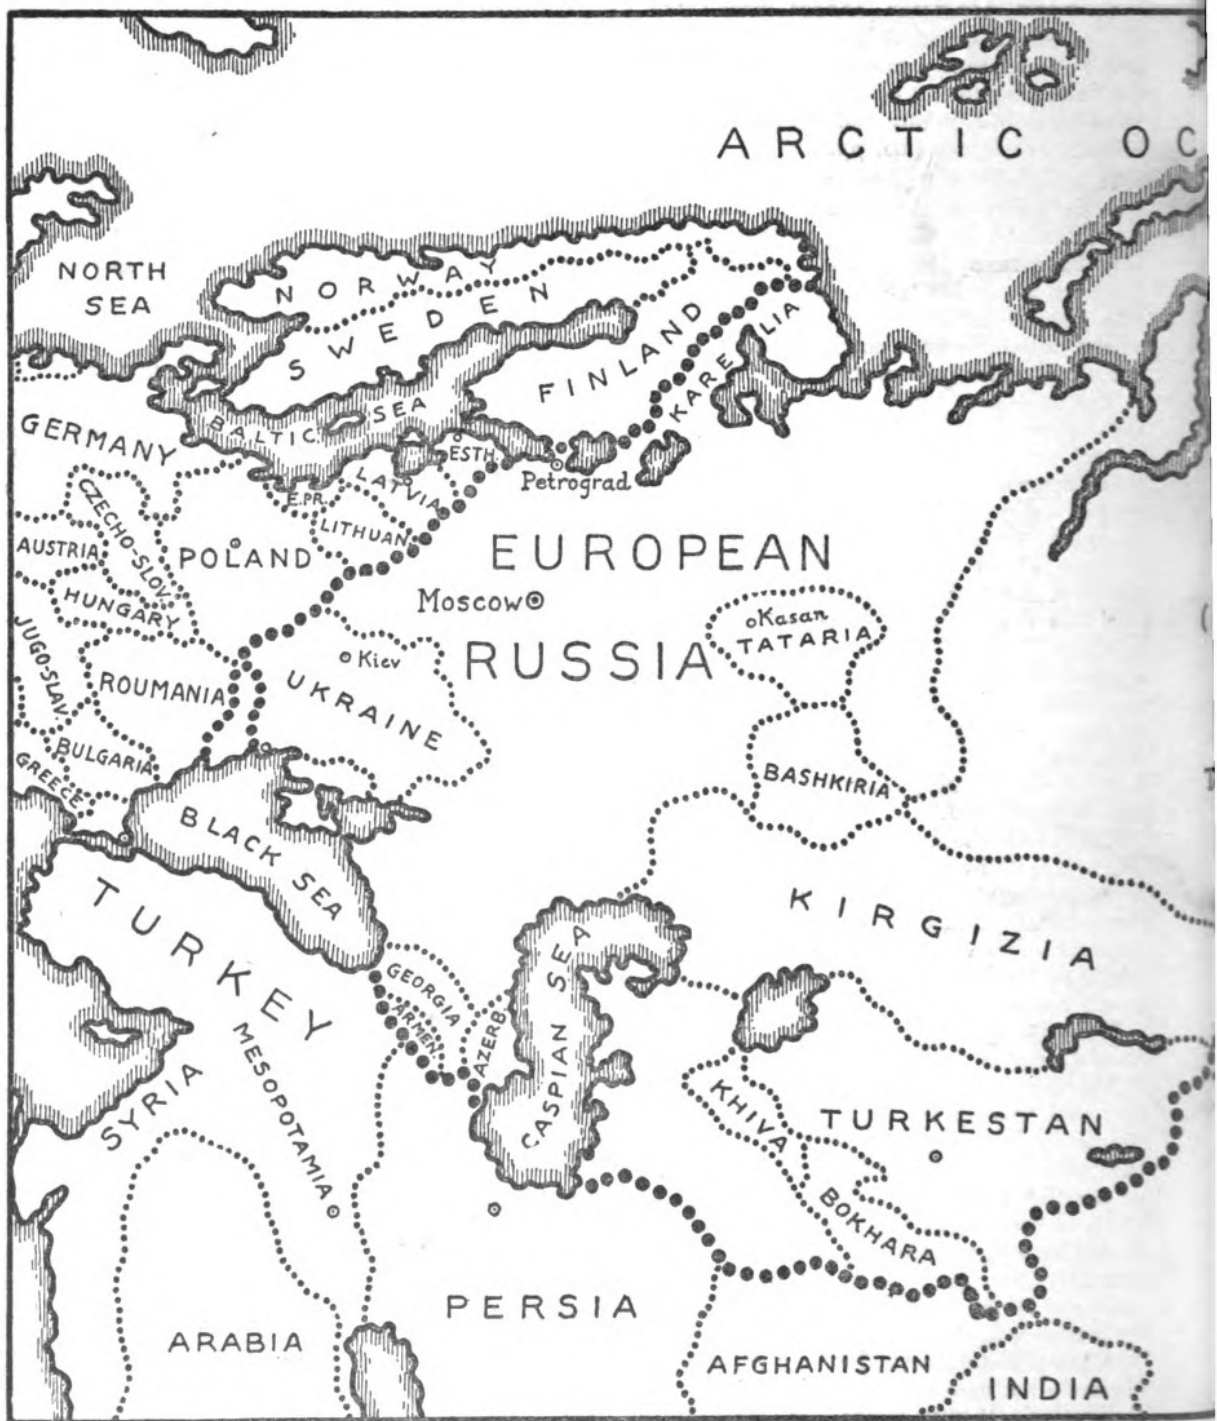 ARCTIC OC
NORTH
SEA
NORWAY
SWEDEN
FINLAND
KARELIA
BALTIC SEA
GERMANY
ESTH.
Petrograd
LATVIA
E.PR.
LITHUAN.
CZECHO-SLOV.
AUSTRIA
POLAND
EUROPEAN
RUSSIA
Moscow
HUNGARY
Kasan
TATARIA
JUGO-SLAV.
Kiev
UKRAINE
ROUMANIA
BULGARIA
GREECE
BASHKIRIA
BLACK SEA
TURKEY
KIRGIZIA
GEORGIA
ARMEN.
AZERB.
CASPIAN SEA
MESOPOTAMIA
SYRIA
KHIVA
TURKESTAN
BOKHARA
PERSIA
ARABIA
AFGHANISTAN
INDIA